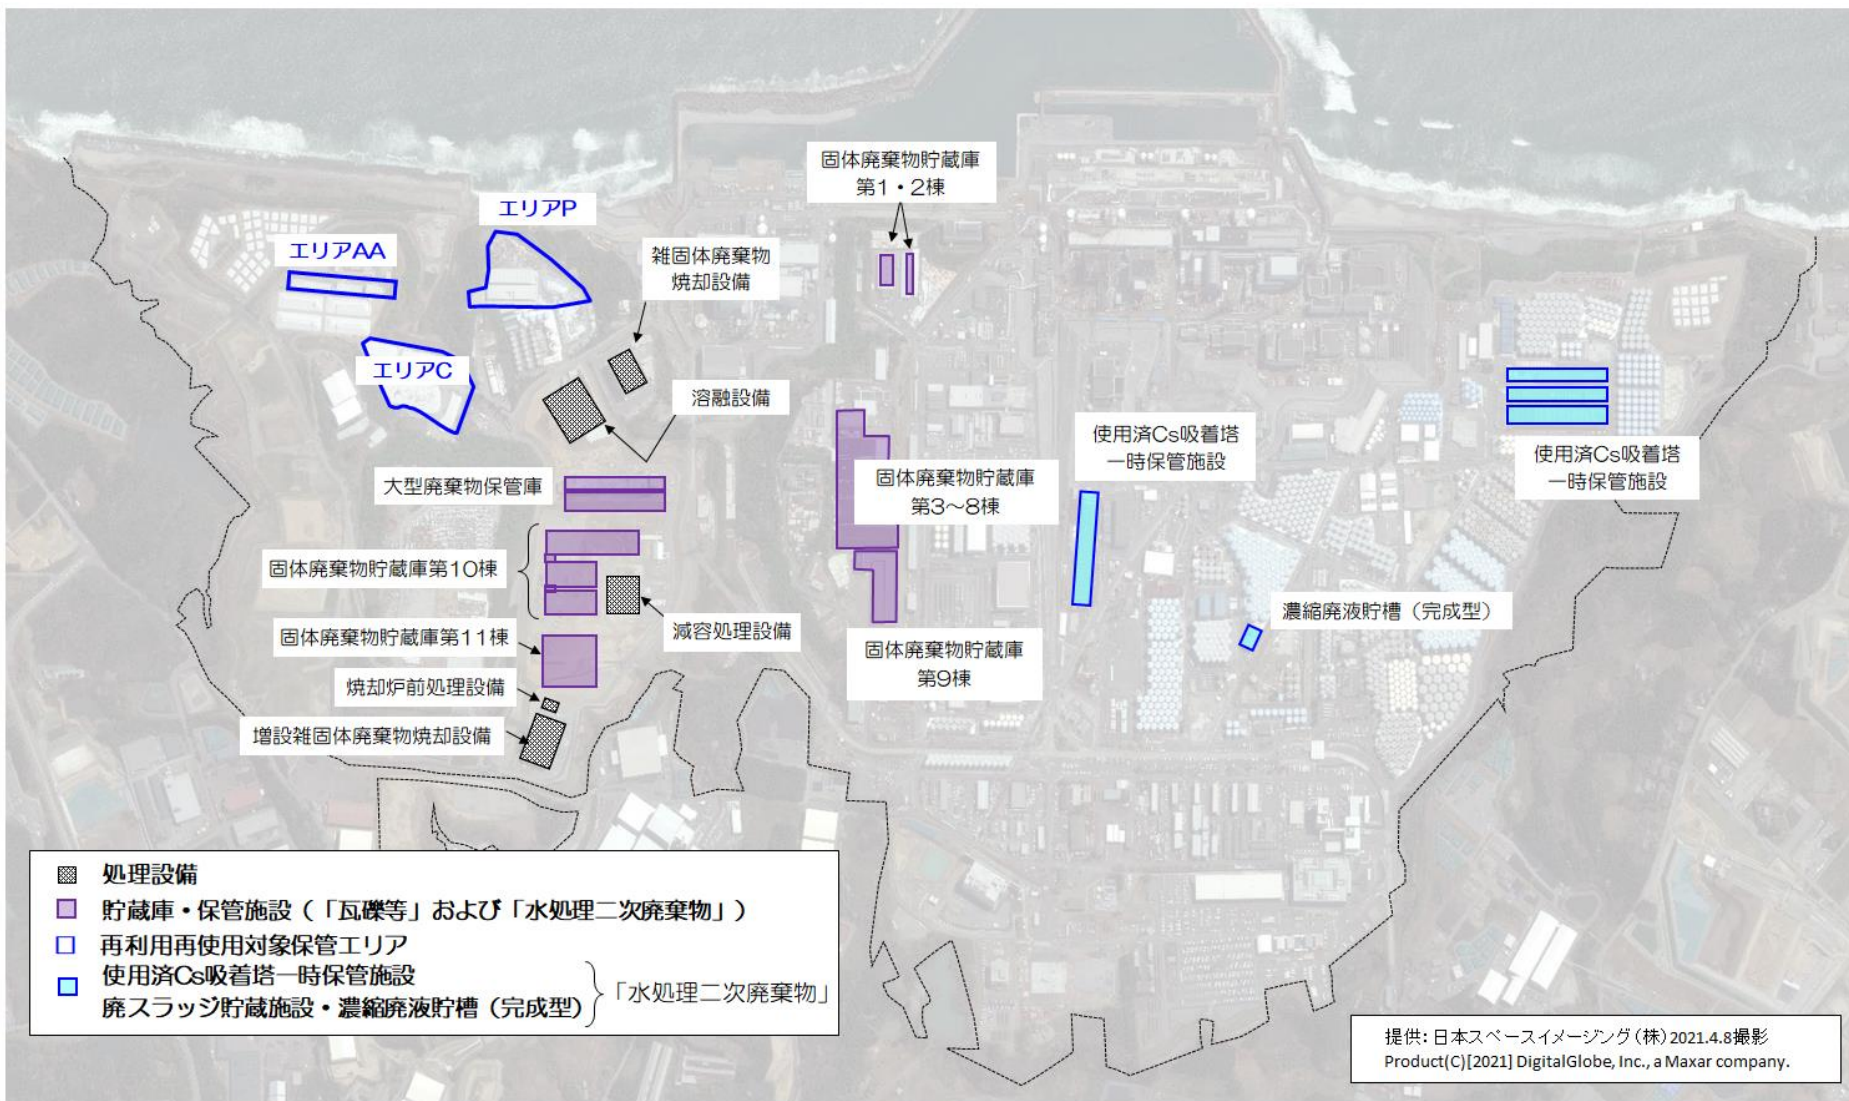 固体廃棄物貯蔵庫
第1・2棟
エリアP
エリアAA
雑固体廃棄物
焼却設備
エリアC
溶融設備
使用済Cs吸着塔
一時保管施設
使用済Cs吸着塔
一時保管施設
大型廃棄物保管庫
固体廃棄物貯蔵庫
第3～8棟
固体廃棄物貯蔵庫第10棟
濃縮廃液貯槽（完成型）
減容処理設備
固体廃棄物貯蔵庫第11棟
固体廃棄物貯蔵庫
第9棟
焼却炉前処理設備
増設雑固体廃棄物焼却設備
処理設備
貯蔵庫・保管施設（「瓦礫等」および「水処理二次廃棄物」）
再利用再使用対象保管エリア
使用済Cs吸着塔一時保管施設
廃スラッジ貯蔵施設・濃縮廃液貯槽（完成型）
「水処理二次廃棄物」
提供：日本スペースイメージング（株）2021.4.8撮影
Product(C)[2021] DigitalGlobe, Inc., a Maxar company.